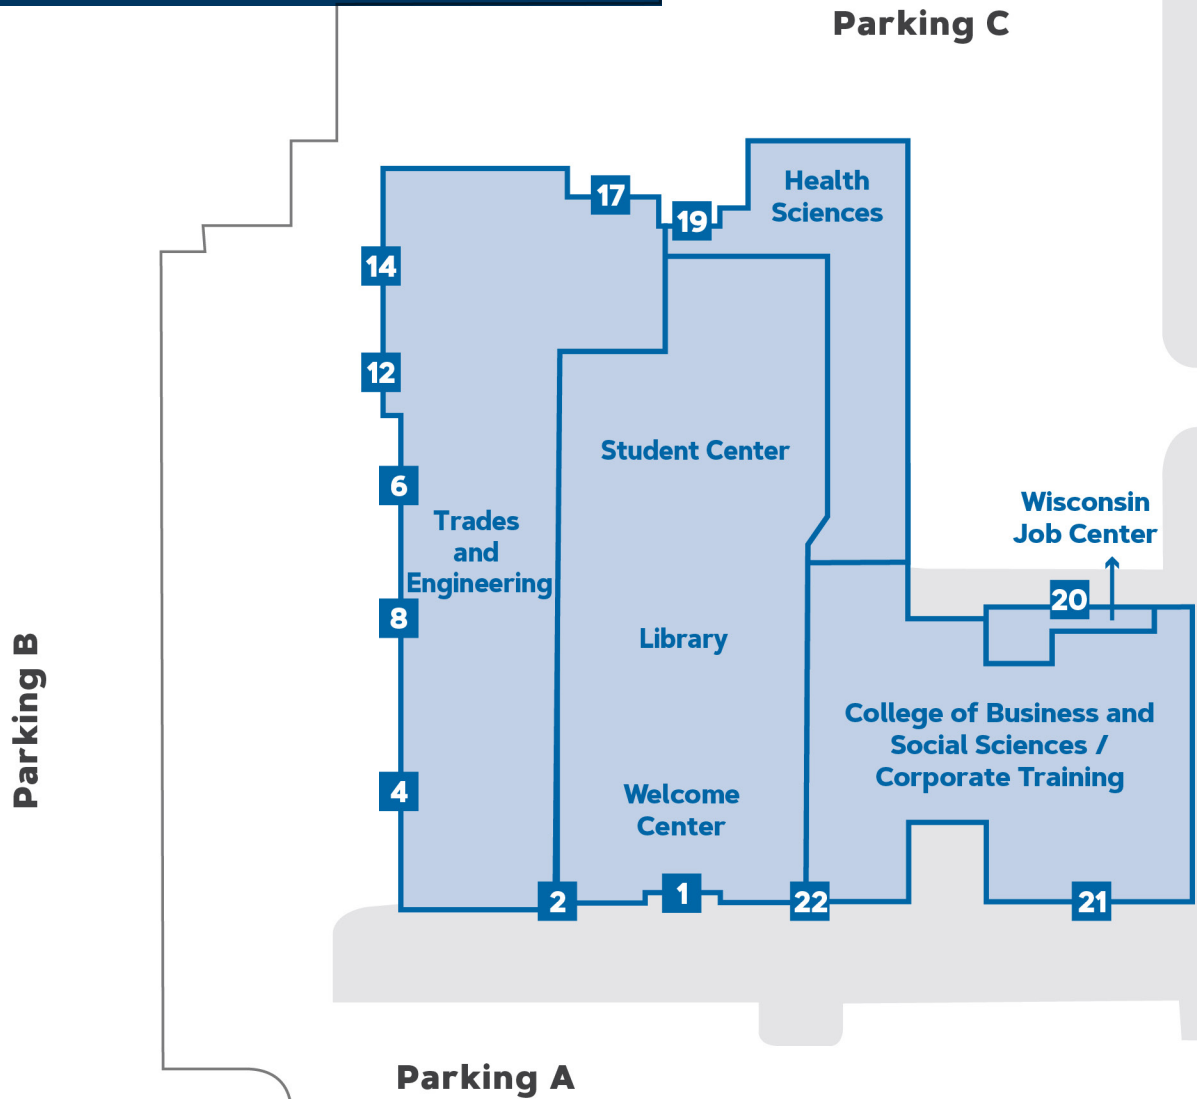 Parking C
Health
Sciences
17
19
14
12
Student Center
6
Trades
and
Engineering
Wisconsin
Job Center
20
8
Library
Parking B
College of Business and
Social Sciences /
Corporate Training
4
Welcome
Center
2
1
22
21
Parking A